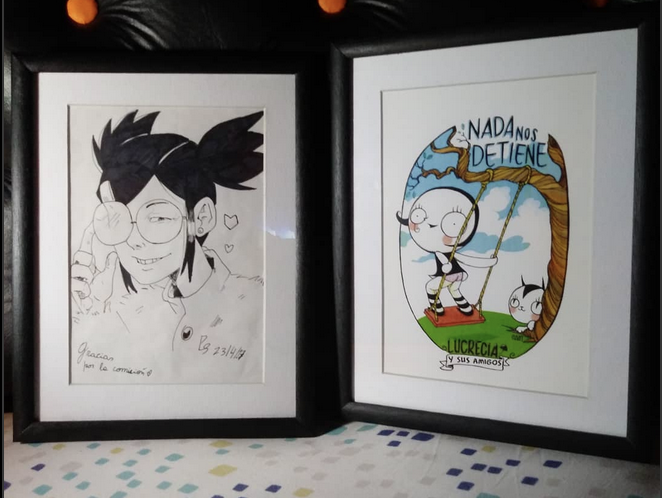 Gracias
por la comisión
23/4/17
NADA NOS
DETIENE
LUCRECIA
Y SUS AMIGOS